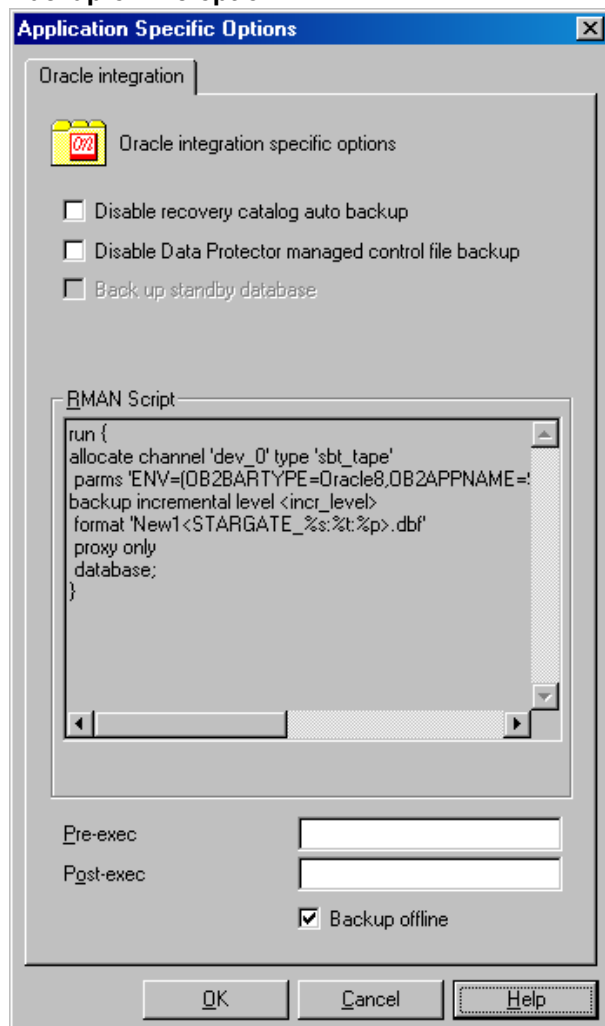 Application Specific Options
Oracle integration
Oracle integration specific options
Disable recovery catalog auto backup
Disable Data Protector managed control file backup
Back up standby database
RMAN Script
run {
allocate channel 'dev_0' type 'sbt_tape'
parms 'ENV=(OB2BARTYPE=Oracle8,OB2APPNAME=
backup incremental level <incr_level>
format 'New1<STARGATE_%s:%t:%p>.dbf'
proxy only
database;
}
Pre-exec
Post-exec
Backup offline
OK Cancel Help